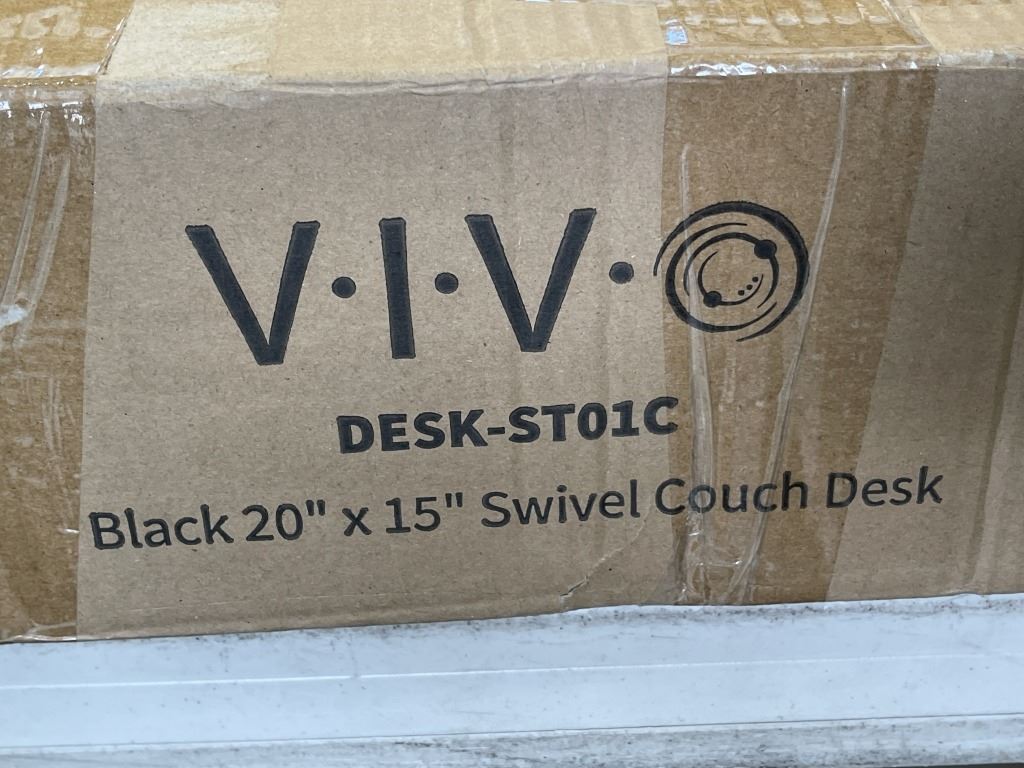 V·I·V·O
DESK-ST01C
Black 20" x 15" Swivel Couch Desk